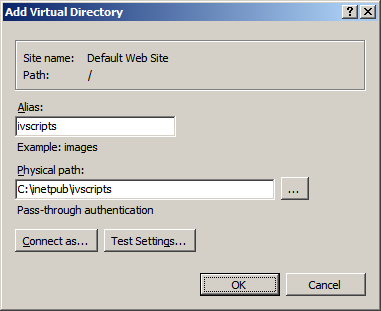 Add Virtual Directory
Site name: Default Web Site
Path: /
Alias:
ivscripts
Example: images
Physical path:
C:\inetpub\ivscripts
...
Pass-through authentication
Connect as... Test Settings...
OK Cancel